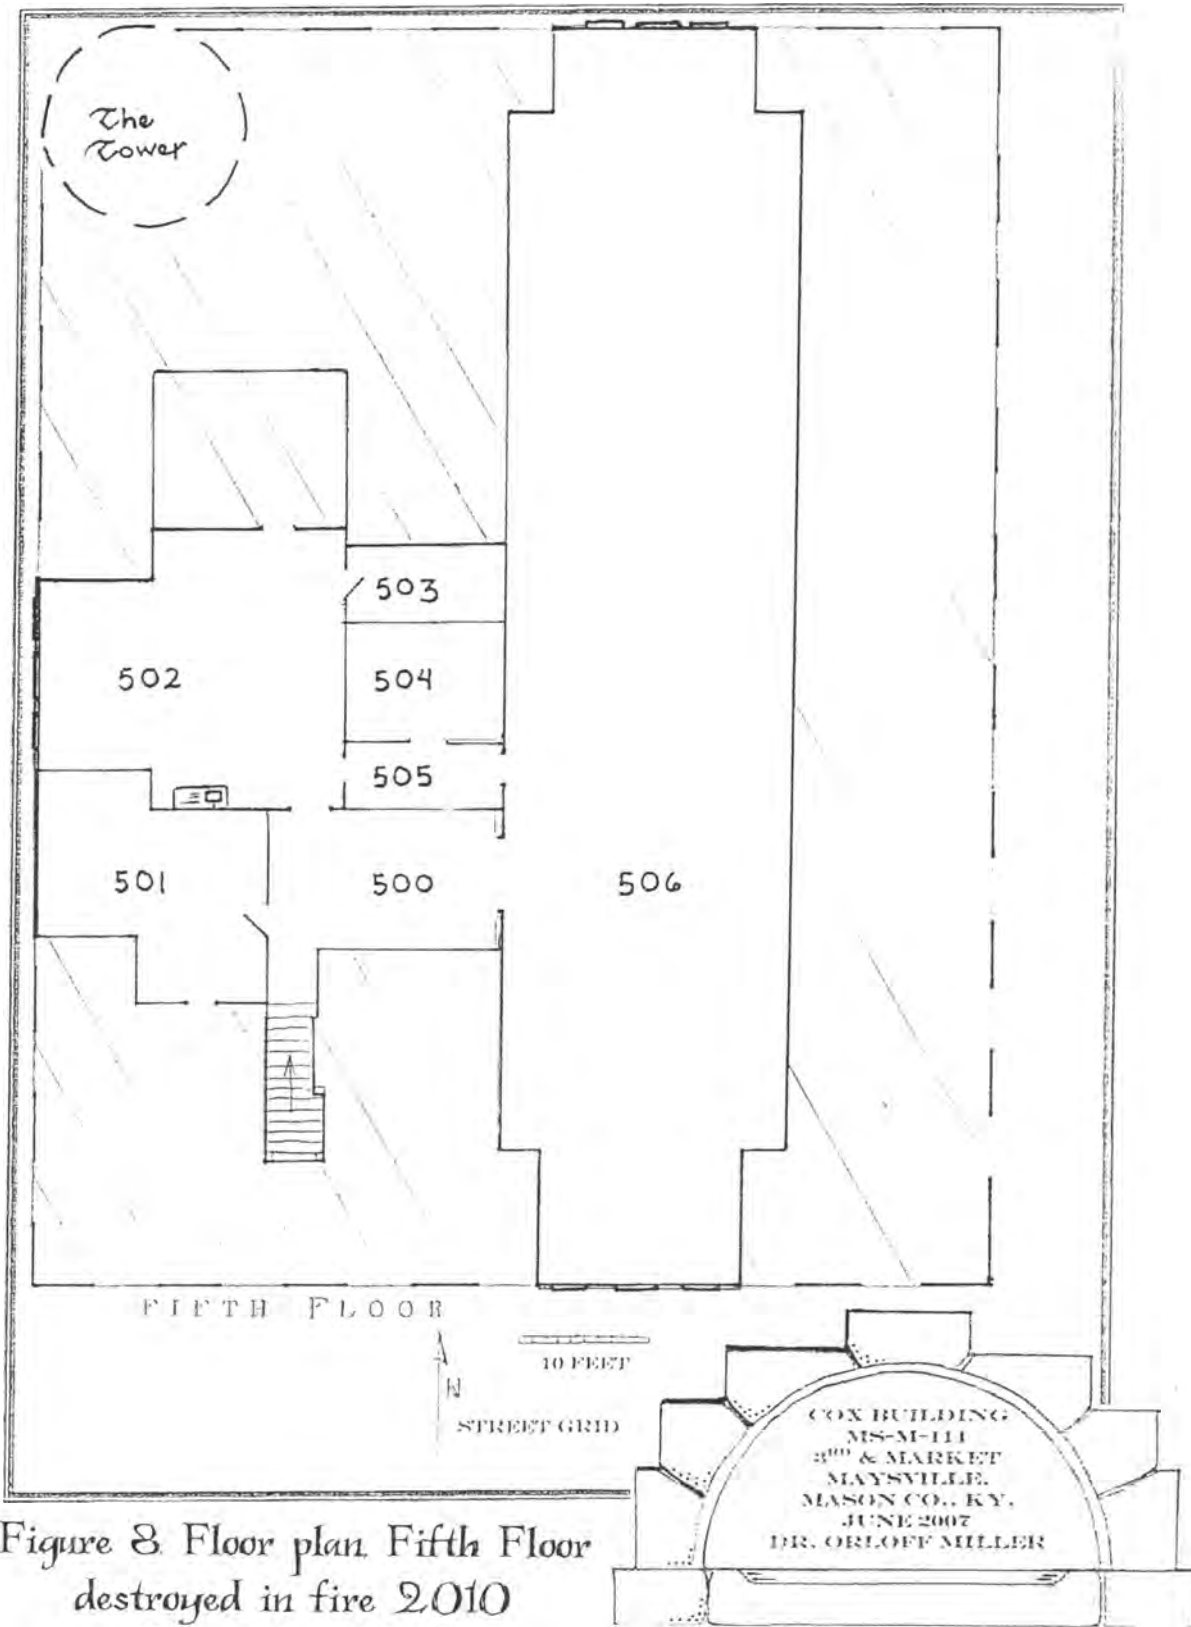 The
Tower
503
502
504
505
501
500
506
FIFTH FLOOR
10 FEET
N
STREET GRID
COX BUILDING
MS-M-111
3RD & MARKET
MAYSVILLE,
MASON CO., KY.
JUNE 2007
DR. ORLOFF MILLER
Figure 8. Floor plan. Fifth Floor
destroyed in fire 2010